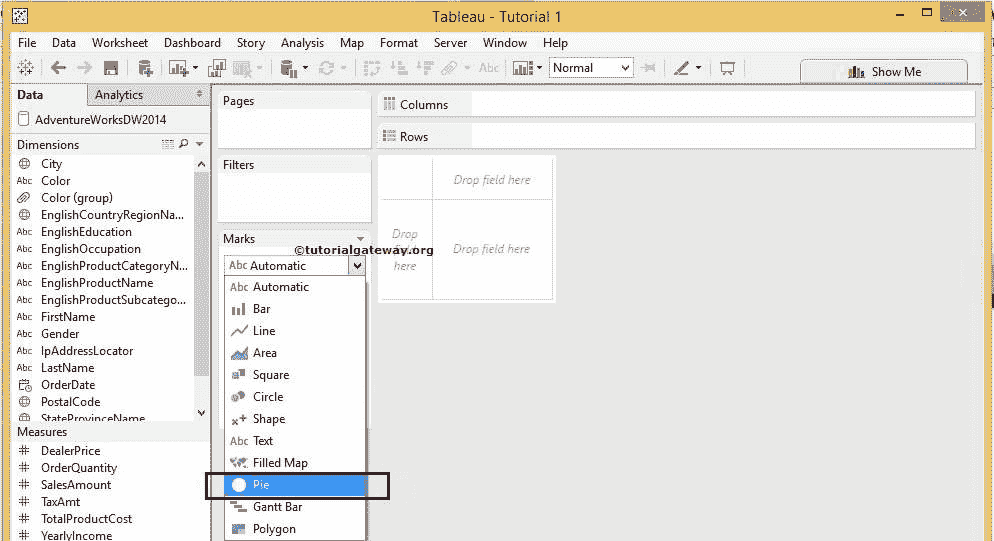 Tableau - Tutorial 1
File Data Worksheet Dashboard Story Analysis Map Format Server Window Help
Abc Normal Show Me
Data Analytics
AdventureWorksDW2014
Dimensions
City
Abc Color
Color (group)
EnglishCountryRegionNa...
Abc EnglishEducation
Abc EnglishOccupation
Abc EnglishProductCategoryN...
Abc EnglishProductName
Abc EnglishProductSubcatego...
Abc FirstName
Abc Gender
Abc IpAddressLocator
Abc LastName
OrderDate
PostalCode
StateProvinceName
Measures
# DealerPrice
# OrderQuantity
# SalesAmount
# TaxAmt
# TotalProductCost
# YearlyIncome
Pages
Filters
Marks
Abc Automatic
Abc Automatic
Bar
Line
Area
Square
Circle
Shape
Abc Text
Filled Map
Pie
Gantt Bar
Polygon
Columns
Rows
Drop field here
Drop
field
here
Drop field here
©tutorialgateway.org